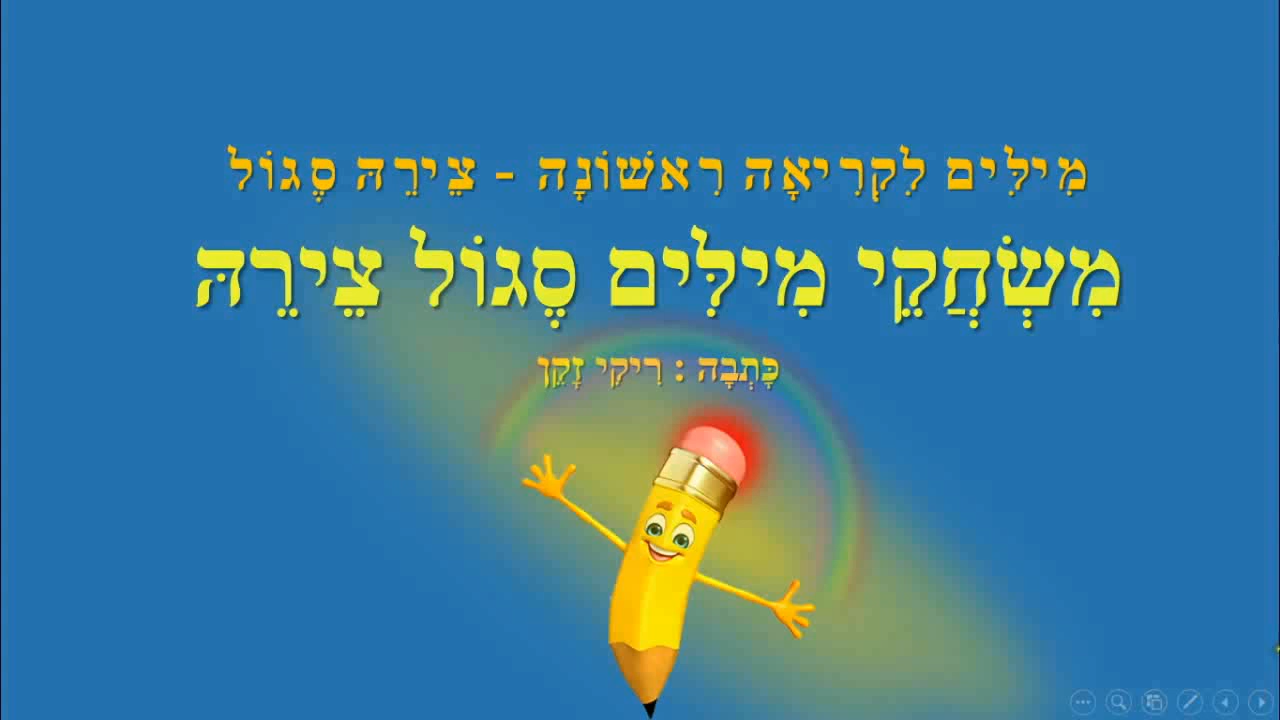 מִילִּים לִקְרִיאָה רִאשׁוֹנָה - צֵירֵהּ סֶגּוֹל
מִשְׂחֲקֵי מִילִּים סֶגּוֹל צֵירֵהּ
כָּתְבָה : רִיקִי זָקֵן